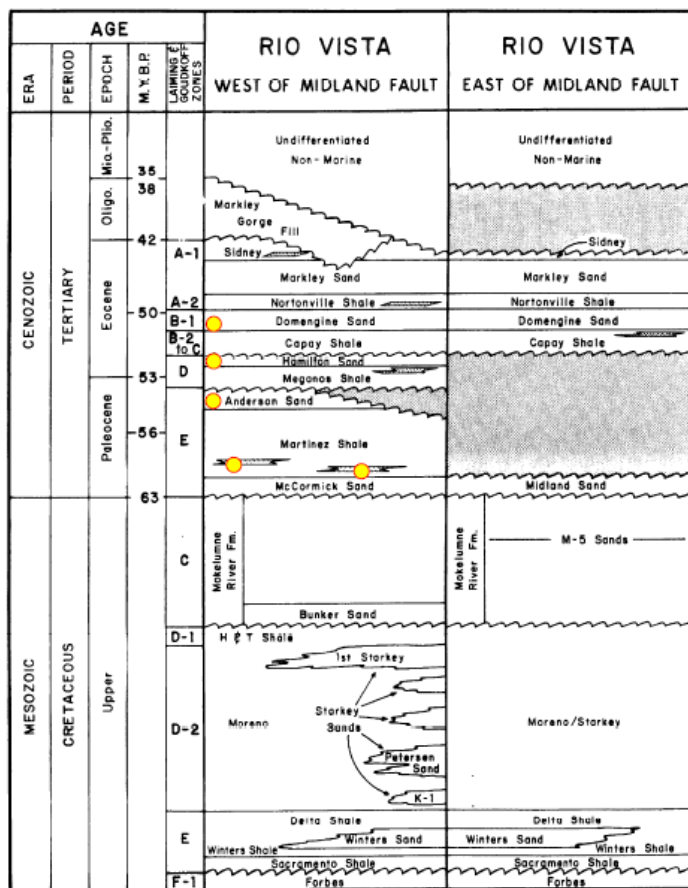 AGE
ERA
PERIOD
EPOCH
M.Y.B.P.
LAIMING &
GOUDKOFF
ZONES
RIO VISTA
WEST OF MIDLAND FAULT
RIO VISTA
EAST OF MIDLAND FAULT
CENOZOIC
TERTIARY
Mio.-Plio.
Oligo.
Eocene
Paleocene
35
38
42
50
53
56
63
A-1
A-2
B-1
B-2
to C
D
E
Undifferentiated
Non-Marine
Markley
Gorge
Fill
Sidney
Markley Sand
Nortonville Shale
Domengine Sand
Capay Shale
Hamilton Sand
Meganos Shale
Anderson Sand
Martinez Shale
McCormick Sand
Undifferentiated
Non-Marine
Sidney
Markley Sand
Nortonville Shale
Domengine Sand
Capay Shale
Midland Sand
MESOZOIC
CRETACEOUS
Upper
C
D-1
D-2
E
F-1
Mokelumne
River Fm.
Bunker Sand
H & T Shale
1st Starkey
Starkey
Sands
Moreno
Petersen
Sand
K-1
Delta Shale
Winters Sand
Winters Shale
Sacramento Shale
Forbes
Mokelumne
River Fm.
M-5 Sands
Moreno/Starkey
Delta Shale
Winters Sand
Winters Shale
Sacramento Shale
Forbes